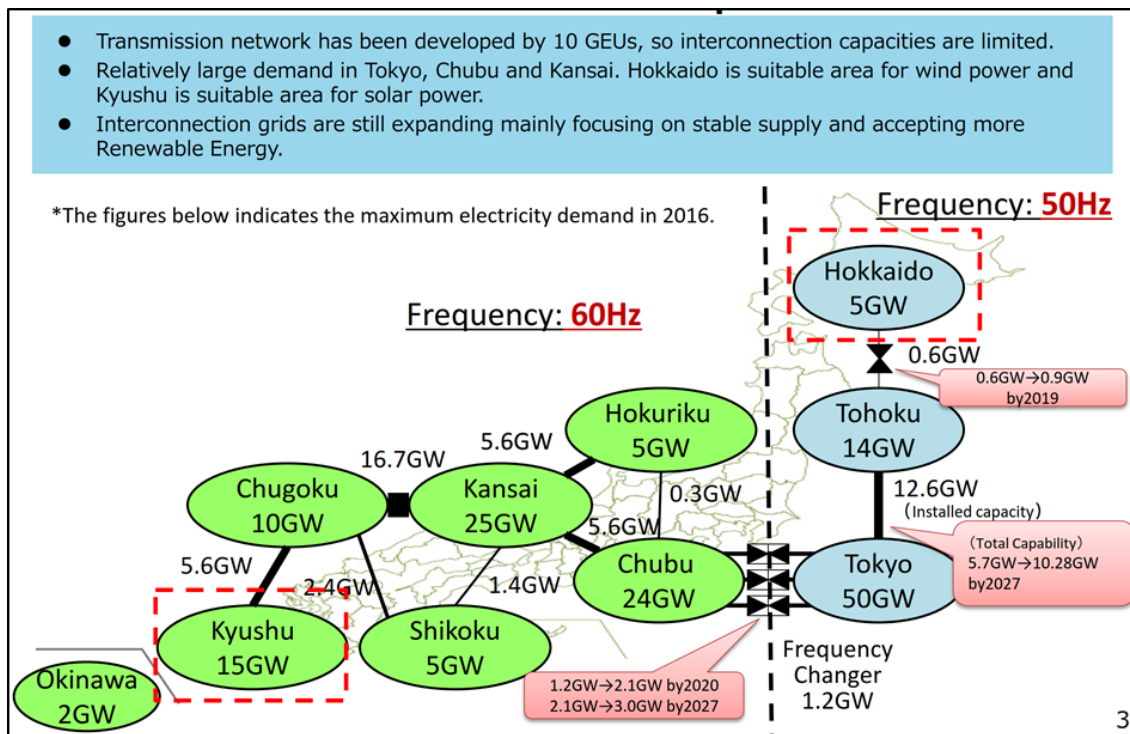 ● Transmission network has been developed by 10 GEUs, so interconnection capacities are limited.
● Relatively large demand in Tokyo, Chubu and Kansai. Hokkaido is suitable area for wind power and
Kyushu is suitable area for solar power.
● Interconnection grids are still expanding mainly focusing on stable supply and accepting more
Renewable Energy.
*The figures below indicates the maximum electricity demand in 2016.
Frequency: 50Hz
Hokkaido
5GW
Frequency: 60Hz
0.6GW
0.6GW→0.9GW
by2019
Hokuriku
5GW
Tohoku
14GW
5.6GW
16.7GW
Chugoku
10GW
Kansai
25GW
0.3GW
12.6GW
(Installed capacity)
5.6GW
Chubu
24GW
Tokyo
50GW
(Total Capability)
5.7GW→10.28GW
by2027
5.6GW
2.4GW
1.4GW
Kyushu
15GW
Shikoku
5GW
Frequency
Changer
1.2GW
1.2GW→2.1GW by2020
2.1GW→3.0GW by2027
Okinawa
2GW
3